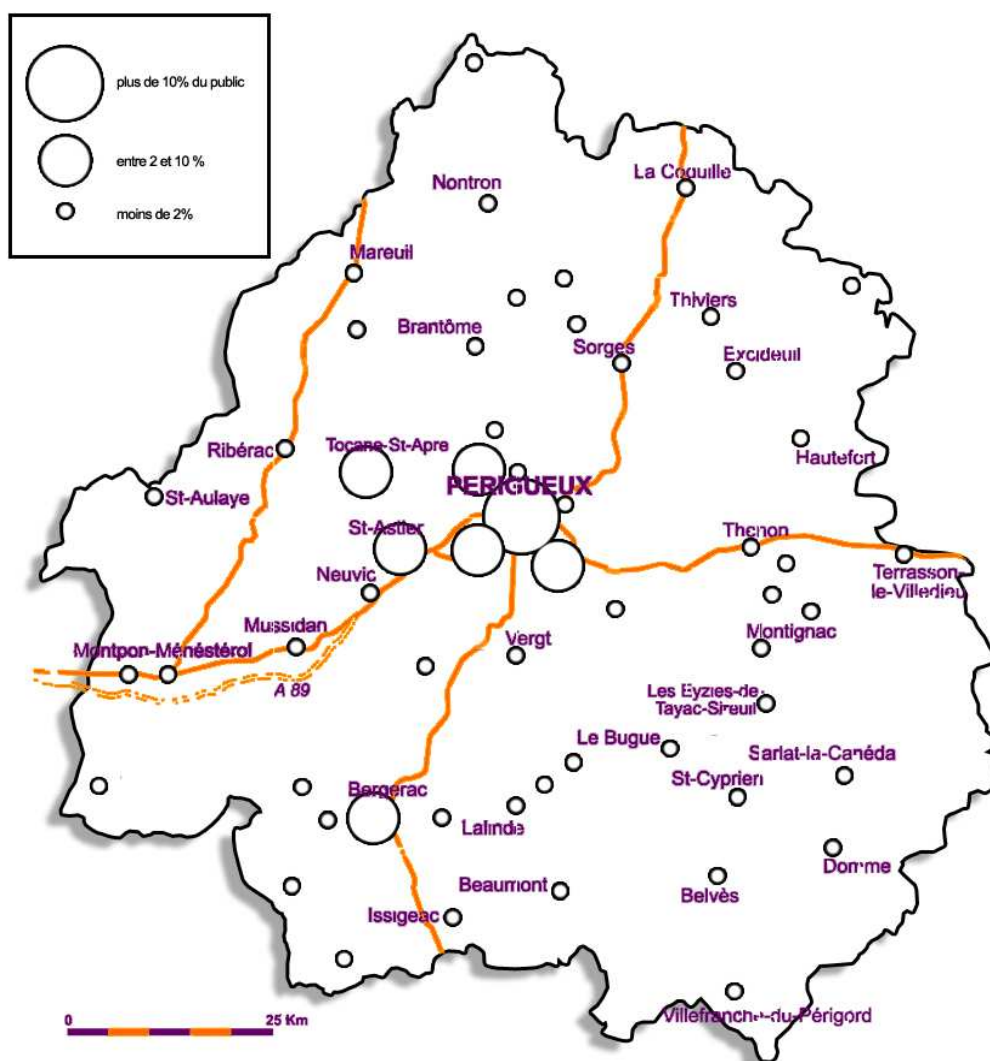 plus de 10% du public
entre 2 et 10 %
moins de 2%
La Coquille
Nontron
Mareuil
Thiviers
Brantôme
Sorges
Excideuil
Tocane-St-Apre
Ribérac
Hautefort
PERIGUEUX
St-Aulaye
St-Astier
Thenon
Neuvic
Terrasson-
le-Villedieu
Mussidan
Montignac
Vergt
Montpon-Ménéstérol
A 89
Les Eyzies-de-
Tayac-Sireuil
Le Bugue
Sarlat-la-Canéda
St-Cyprien
Bergerac
Lalinde
Domme
Beaumont
Belvès
Issigeac
Villefranche-du-Périgord
0
25 Km